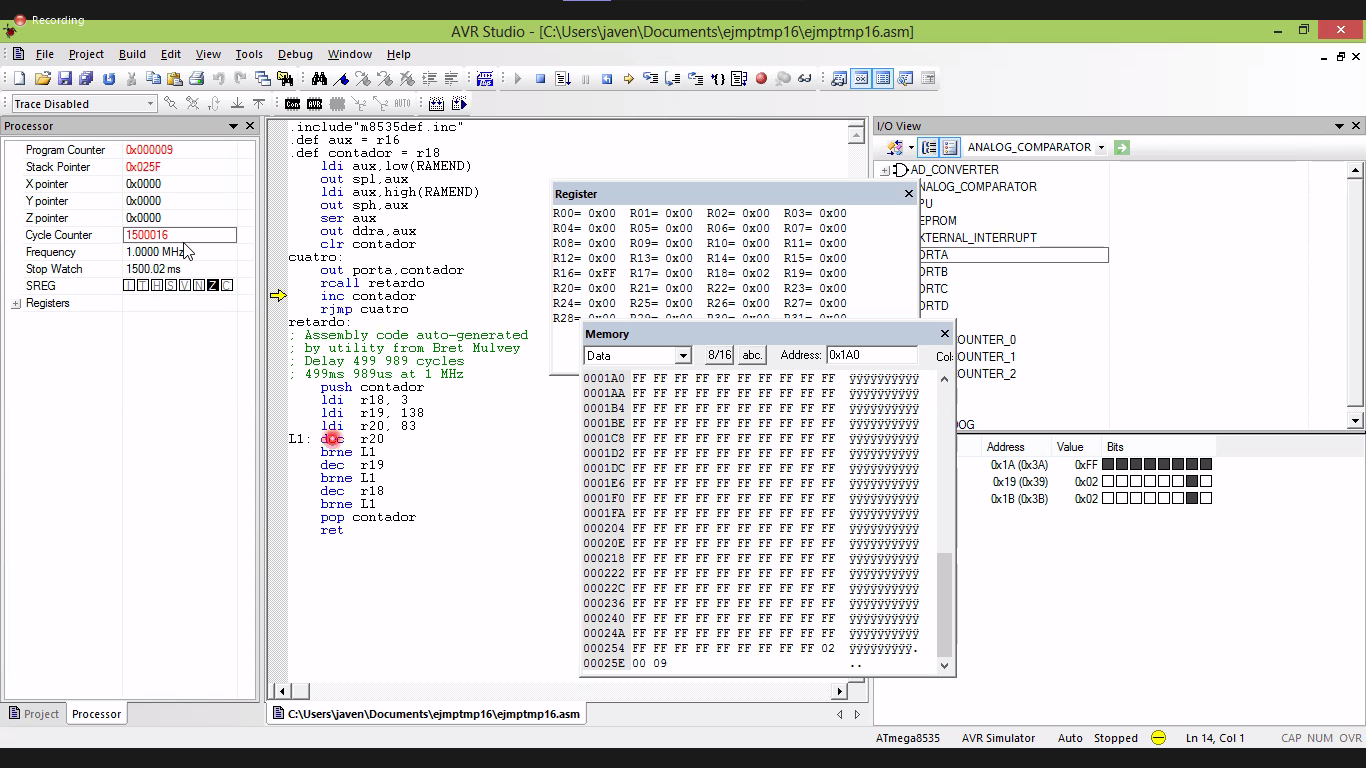 Recording
AVR Studio - [C:\Users\javen\Documents\ejmptmp16\ejmptmp16.asm]
File Project Build Edit View Tools Debug Window Help
Trace Disabled
Con AVR AUTO
Processor
Program Counter 0x000009
Stack Pointer 0x025F
X pointer 0x0000
Y pointer 0x0000
Z pointer 0x0000
Cycle Counter 1500016
Frequency 1.0000 MHz
Stop Watch 1500.02 ms
SREG I T H S V N Z C
Registers
Project Processor
.include"m8535def.inc"
.def aux = r16
.def contador = r18
ldi aux,low(RAMEND)
out spl,aux
ldi aux,high(RAMEND)
out sph,aux
ser aux
out ddra,aux
clr contador
cuatro:
out porta,contador
rcall retardo
inc contador
rjmp cuatro
retardo:
; Assembly code auto-generated
; by utility from Bret Mulvey
; Delay 499 989 cycles
; 499ms 989us at 1 MHz
push contador
ldi r18, 3
ldi r19, 138
ldi r20, 83
L1: dec r20
brne L1
dec r19
brne L1
dec r18
brne L1
pop contador
ret
C:\Users\javen\Documents\ejmptmp16\ejmptmp16.asm
Register
R00= 0x00 R01= 0x00 R02= 0x00 R03= 0x00
R04= 0x00 R05= 0x00 R06= 0x00 R07= 0x00
R08= 0x00 R09= 0x00 R10= 0x00 R11= 0x00
R12= 0x00 R13= 0x00 R14= 0x00 R15= 0x00
R16= 0xFF R17= 0x00 R18= 0x02 R19= 0x00
R20= 0x00 R21= 0x00 R22= 0x00 R23= 0x00
R24= 0x00 R25= 0x00 R26= 0x00 R27= 0x00
R28= 0x00 R29= 0x00 R30= 0x00 R31= 0x00
Memory
Data 8/16 abc. Address: 0x1A0 Col
0001A0 FF FF FF FF FF FF FF FF FF FF ÿÿÿÿÿÿÿÿÿÿ
0001AA FF FF FF FF FF FF FF FF FF FF ÿÿÿÿÿÿÿÿÿÿ
0001B4 FF FF FF FF FF FF FF FF FF FF ÿÿÿÿÿÿÿÿÿÿ
0001BE FF FF FF FF FF FF FF FF FF FF ÿÿÿÿÿÿÿÿÿÿ
0001C8 FF FF FF FF FF FF FF FF FF FF ÿÿÿÿÿÿÿÿÿÿ
0001D2 FF FF FF FF FF FF FF FF FF FF ÿÿÿÿÿÿÿÿÿÿ
0001DC FF FF FF FF FF FF FF FF FF FF ÿÿÿÿÿÿÿÿÿÿ
0001E6 FF FF FF FF FF FF FF FF FF FF ÿÿÿÿÿÿÿÿÿÿ
0001F0 FF FF FF FF FF FF FF FF FF FF ÿÿÿÿÿÿÿÿÿÿ
0001FA FF FF FF FF FF FF FF FF FF FF ÿÿÿÿÿÿÿÿÿÿ
000204 FF FF FF FF FF FF FF FF FF FF ÿÿÿÿÿÿÿÿÿÿ
00020E FF FF FF FF FF FF FF FF FF FF ÿÿÿÿÿÿÿÿÿÿ
000218 FF FF FF FF FF FF FF FF FF FF ÿÿÿÿÿÿÿÿÿÿ
000222 FF FF FF FF FF FF FF FF FF FF ÿÿÿÿÿÿÿÿÿÿ
00022C FF FF FF FF FF FF FF FF FF FF ÿÿÿÿÿÿÿÿÿÿ
000236 FF FF FF FF FF FF FF FF FF FF ÿÿÿÿÿÿÿÿÿÿ
000240 FF FF FF FF FF FF FF FF FF FF ÿÿÿÿÿÿÿÿÿÿ
00024A FF FF FF FF FF FF FF FF FF FF ÿÿÿÿÿÿÿÿÿÿ
000254 FF FF FF FF FF FF FF FF FF 02 ÿÿÿÿÿÿÿÿÿ.
00025E 00 09 ..
I/O View
ANALOG_COMPARATOR
AD_CONVERTER
NALOG_COMPARATOR
PU
EPROM
XTERNAL_INTERRUPT
ORTA
ORTB
ORTC
ORTD
OUNTER_0
OUNTER_1
OUNTER_2
OG
Address Value Bits
0x1A (0x3A) 0xFF
0x19 (0x39) 0x02
0x1B (0x3B) 0x02
ATmega8535 AVR Simulator Auto Stopped Ln 14, Col 1 CAP NUM OVR